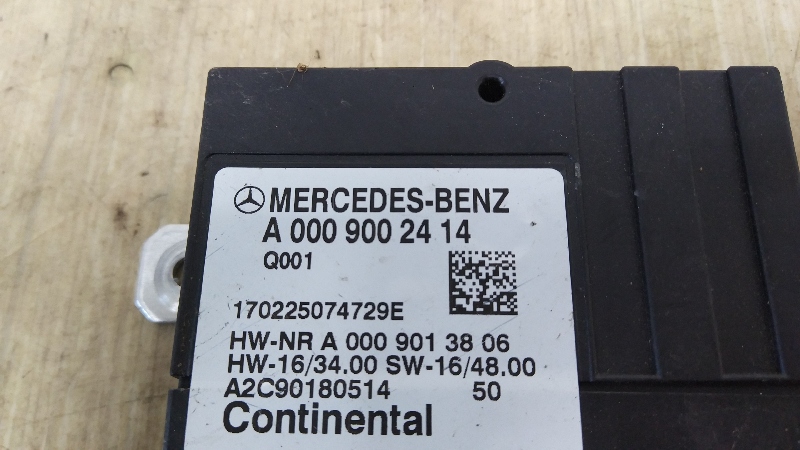 MERCEDES-BENZ
A 000 900 24 14
Q001
170225074729E
HW-NR A 000 901 38 06
HW-16/34.00 SW-16/48.00
A2C90180514 50
Continental